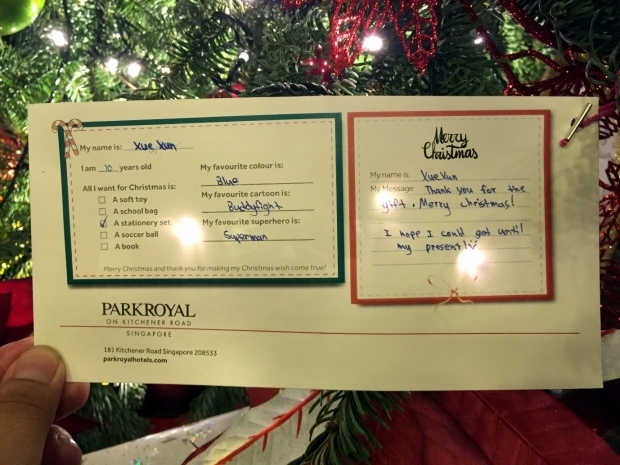 My name is: Xue Xun
I am 10 years old
All I want for Christmas is:
A soft toy
A school bag
A stationery set
A soccer ball
A book
My favourite colour is:
Blue
My favourite cartoon is:
Buddyfight
My favourite superhero is:
Superman
Merry Christmas and thank you for making my Christmas wish come true!
Merry
Christmas
My name is: Xue Xun
My Message: Thank you for the
gift. Merry christmas!
I hope I could got until
my present!
PARKROYAL
ON KITCHENER ROAD
SINGAPORE
181 Kitchener Road Singapore 208533
parkroyalhotels.com